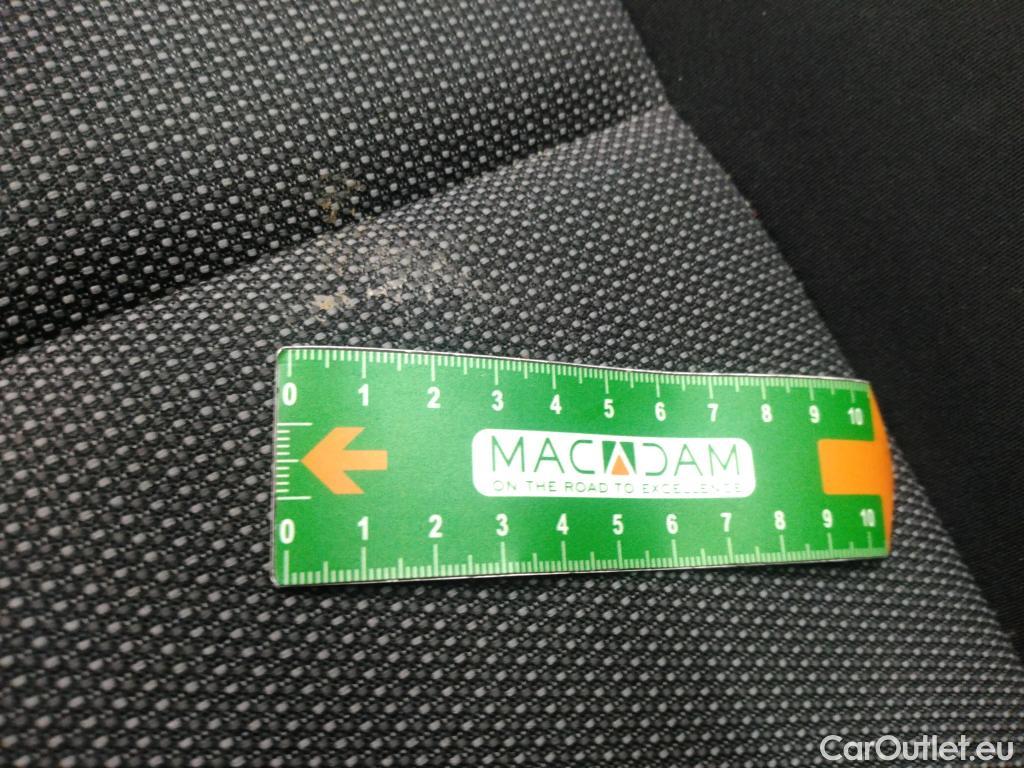 0 1 2 3 4 5 6 7 8 9 10
MACADAM
ON THE ROAD TO EXCELLENCE
0 1 2 3 4 5 6 7 8 9 10
CarOutlet.eu